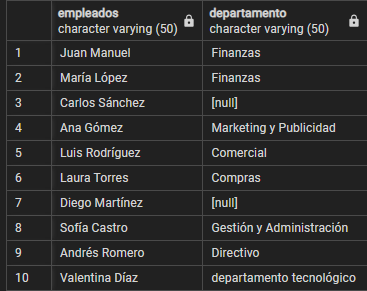 empleados departamento
character varying (50) character varying (50)
1 Juan Manuel Finanzas
2 María López Finanzas
3 Carlos Sánchez [null]
4 Ana Gómez Marketing y Publicidad
5 Luis Rodríguez Comercial
6 Laura Torres Compras
7 Diego Martínez [null]
8 Sofía Castro Gestión y Administración
9 Andrés Romero Directivo
10 Valentina Díaz departamento tecnológico